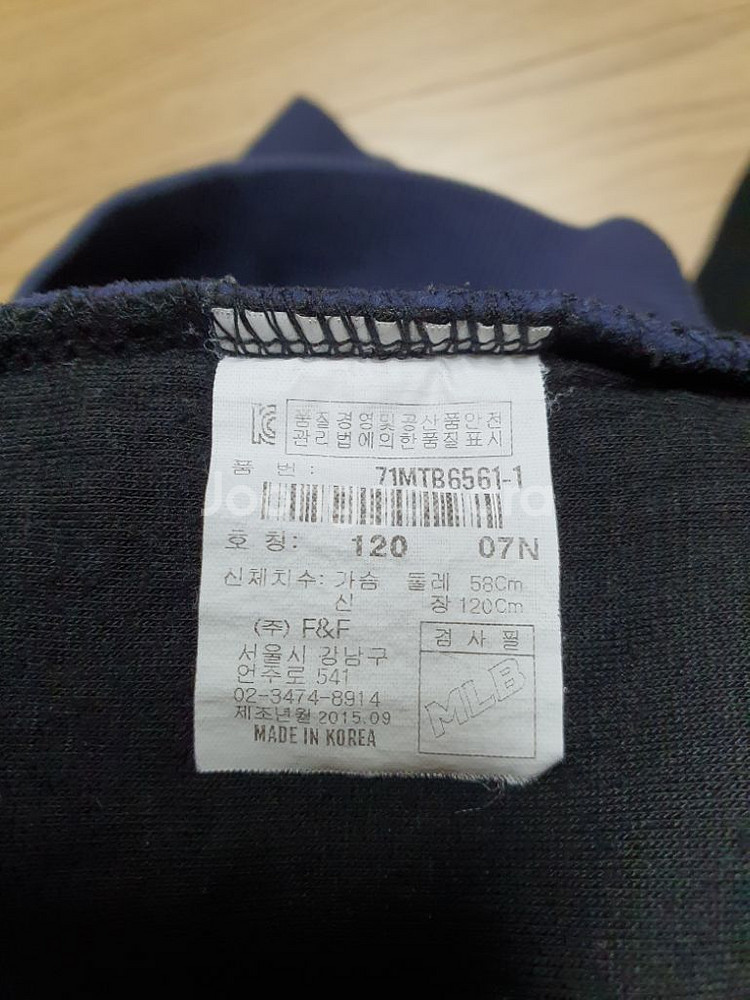 품질경영및공산품안전
관리법에의한품질표시
품 번 : 71MTB6561-1
호 칭: 120 07N
신체치수: 가슴 둘레 58Cm
신 장 120Cm
(주) F&F
서울시 강남구
언주로 541
02-3474-8914
제조년월 2015.09
MADE IN KOREA
검 사 필
MLB